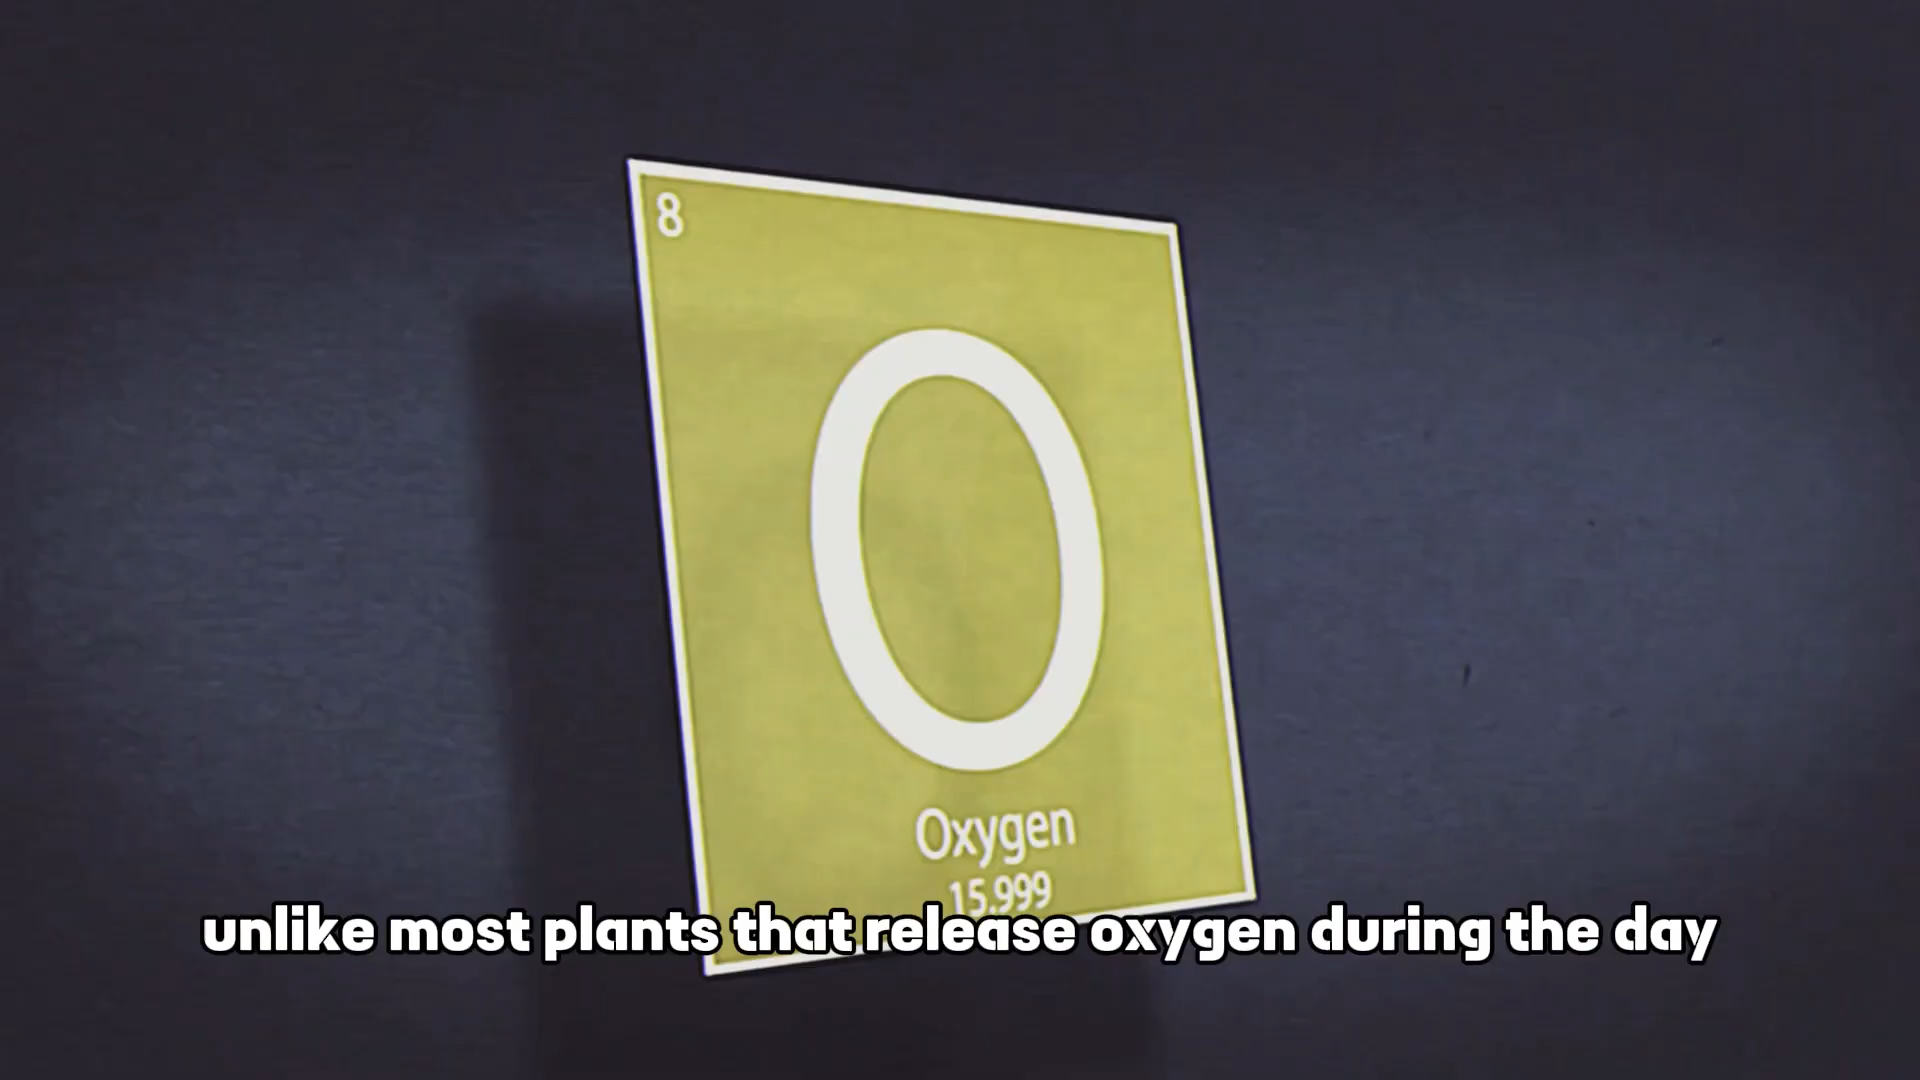 8
O
Oxygen
15.999
unlike most plants that release oxygen during the day